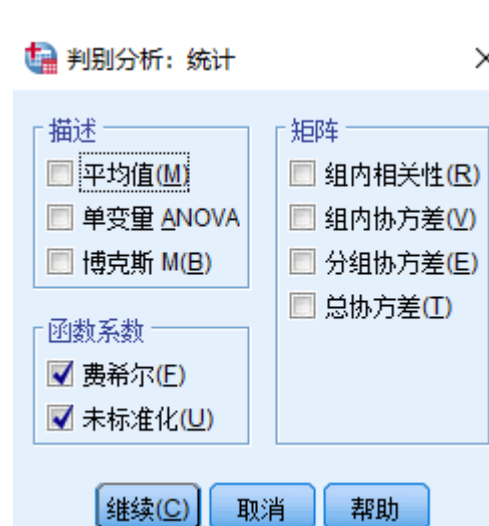 判别分析：统计
描述
平均值(M)
单变量 ANOVA
博克斯 M(B)
函数系数
费希尔(F)
未标准化(U)
矩阵
组内相关性(R)
组内协方差(V)
分组协方差(E)
总协方差(T)
继续(C)
取消
帮助